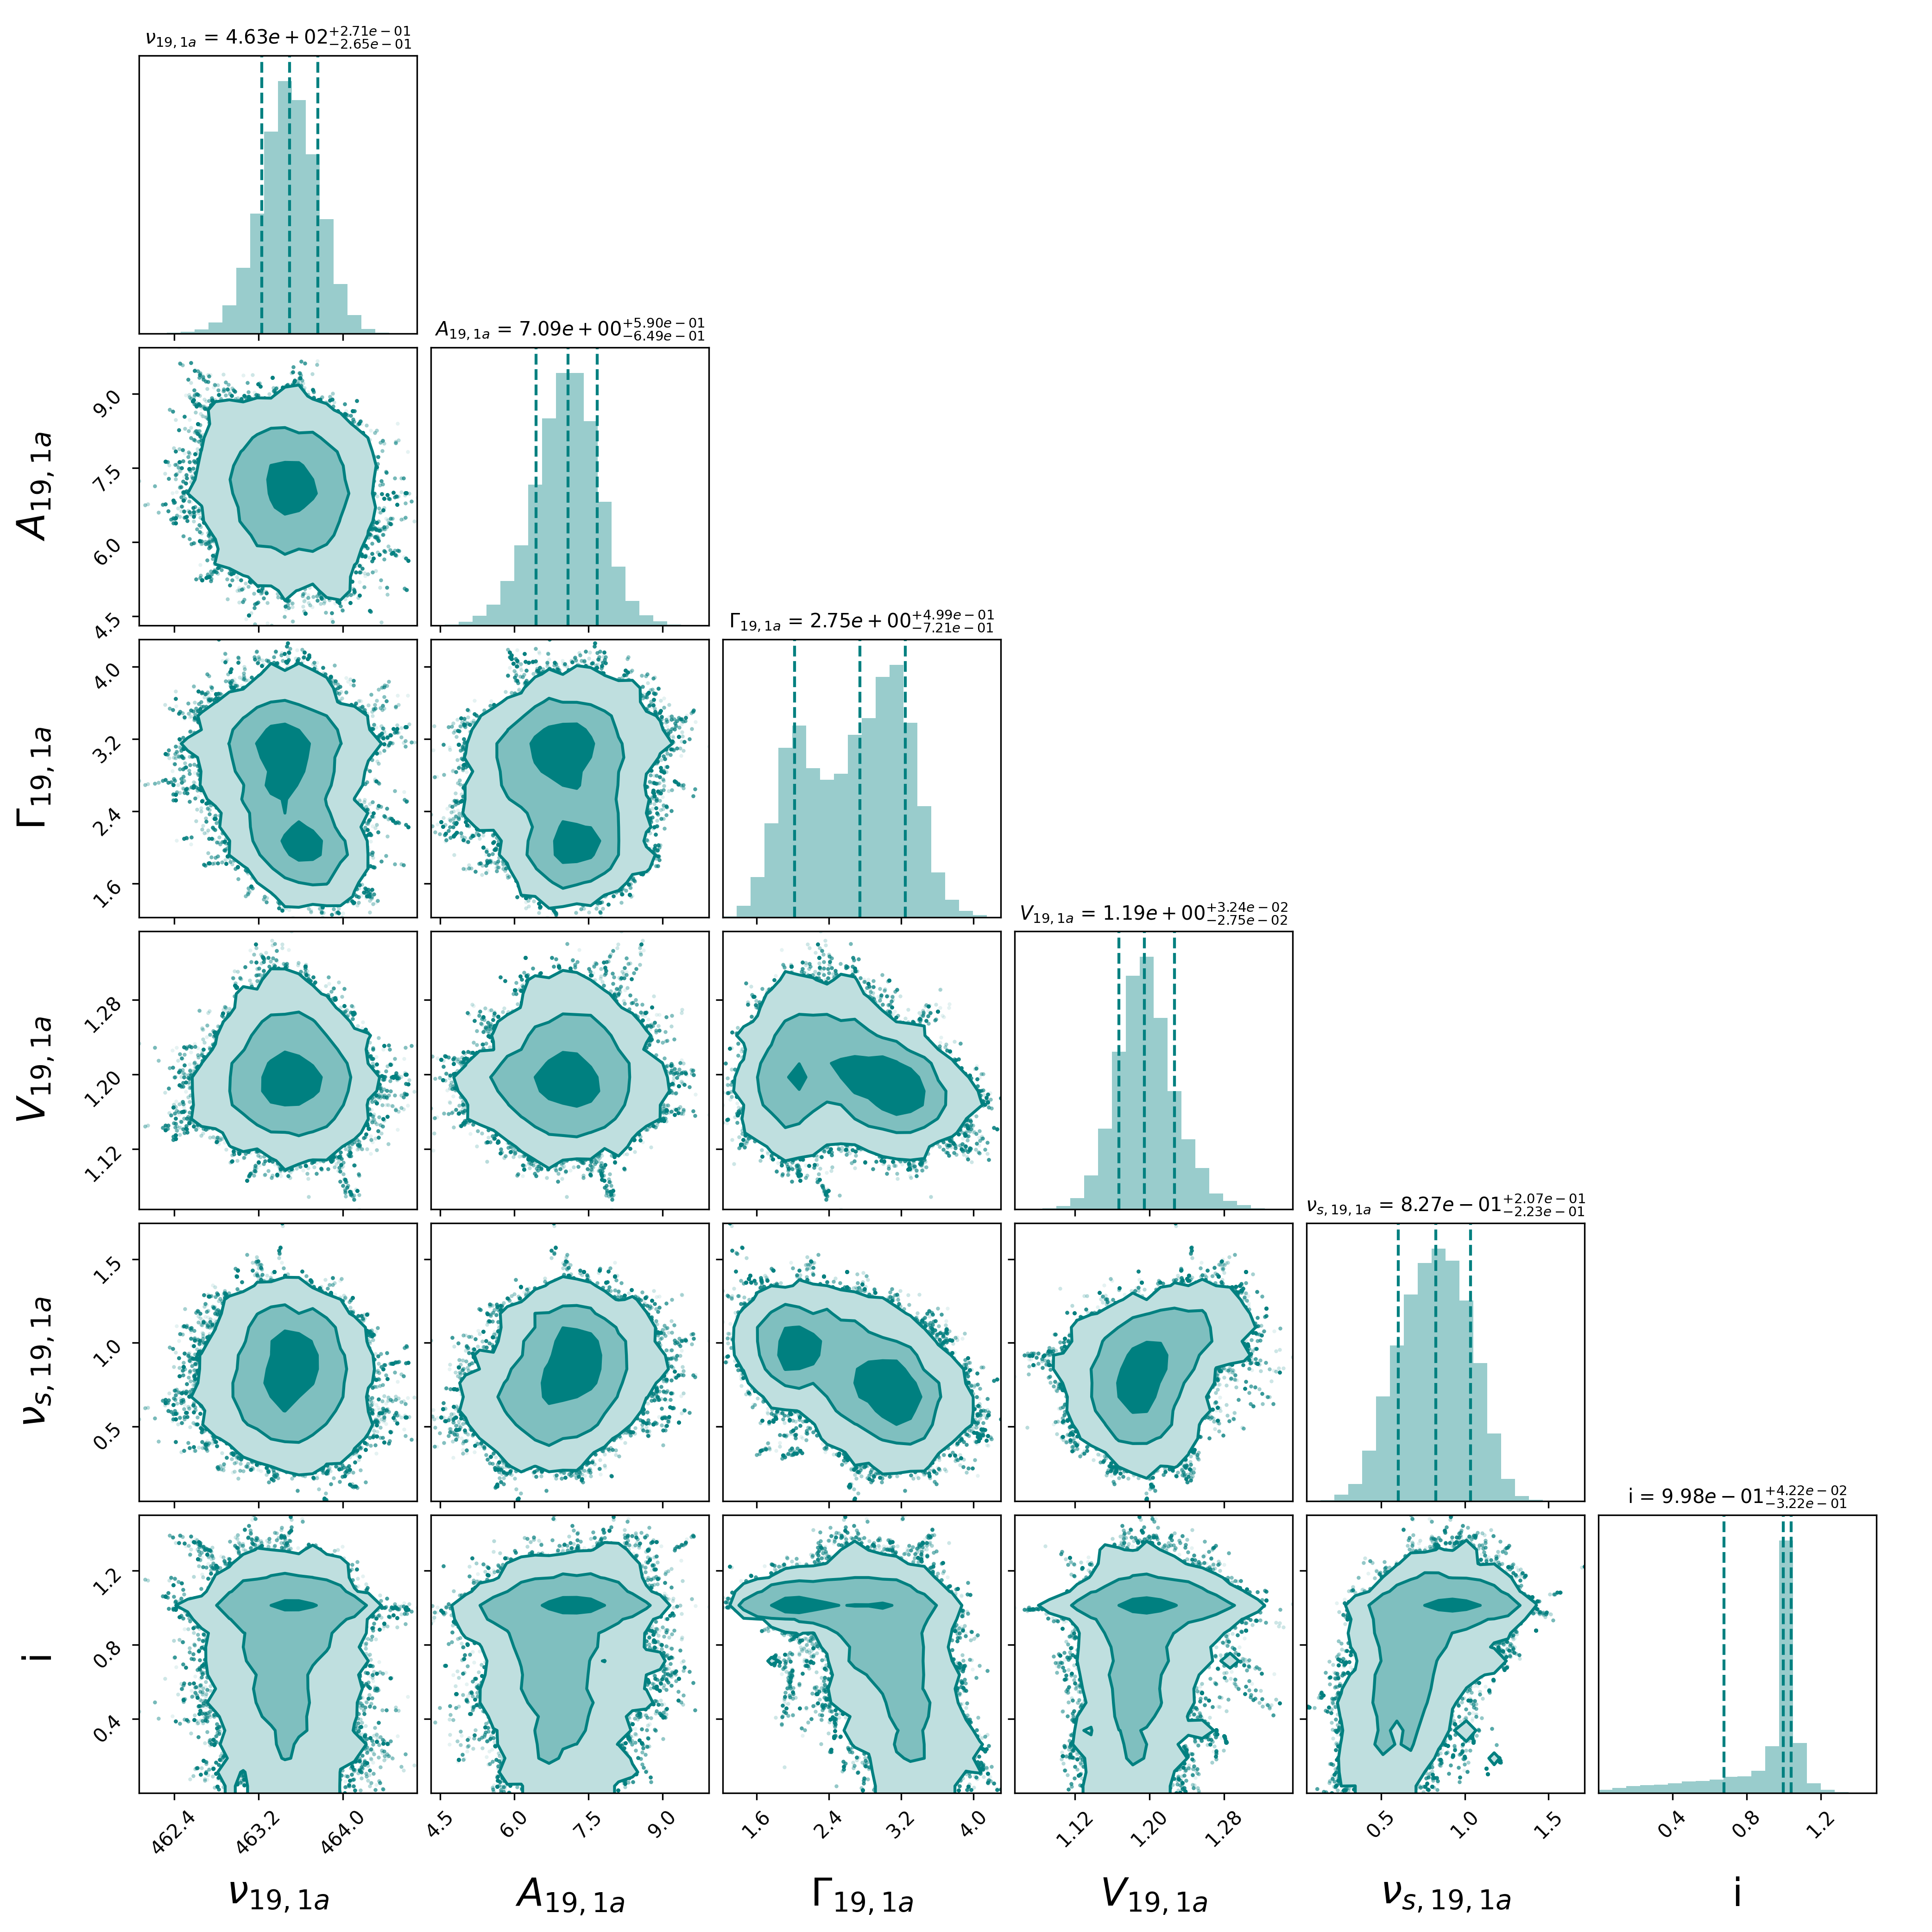 ν19,1a = 4.63e + 02 +2.71e − 01 −2.65e − 01
A19,1a = 7.09e + 00 +5.90e − 01 −6.49e − 01
9.0
7.5
6.0
4.5
A19,1a
Γ19,1a = 2.75e + 00 +4.99e − 01 −7.21e − 01
4.0
3.2
2.4
1.6
Γ19,1a
V19,1a = 1.19e + 00 +3.24e − 02 −2.75e − 02
1.28
1.20
1.12
V19,1a
νs,19,1a = 8.27e − 01 +2.07e − 01 −2.23e − 01
1.5
1.0
0.5
νs,19,1a
i = 9.98e − 01 +4.22e − 02 −3.22e − 01
1.2
0.8
0.4
i
462.4 463.2 464.0 4.5 6.0 7.5 9.0 1.6 2.4 3.2 4.0 1.12 1.20 1.28 0.5 1.0 1.5 0.4 0.8 1.2
ν19,1a A19,1a Γ19,1a V19,1a νs,19,1a i